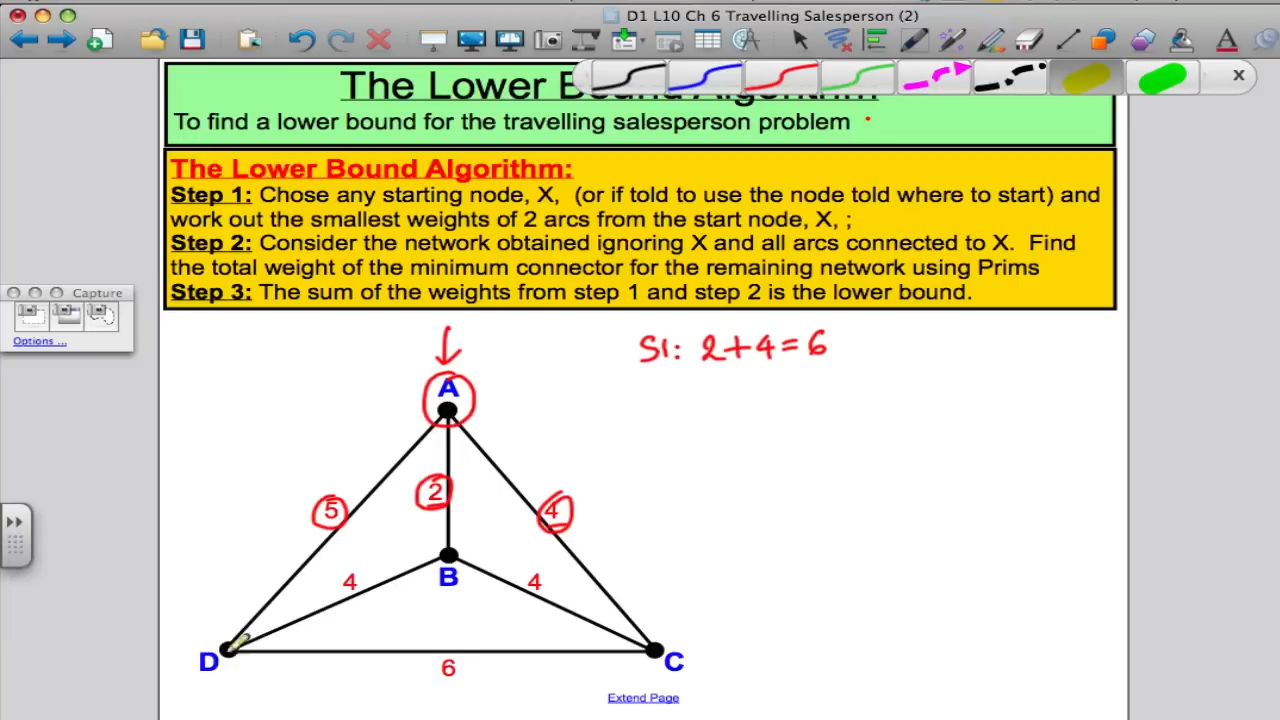 D1 L10 Ch 6 Travelling Salesperson (2)
The Lower Bound Algorithm
X
To find a lower bound for the travelling salesperson problem
The Lower Bound Algorithm:
Step 1: Chose any starting node, X, (or if told to use the node told where to start) and
work out the smallest weights of 2 arcs from the start node, X, ;
Step 2: Consider the network obtained ignoring X and all arcs connected to X. Find
the total weight of the minimum connector for the remaining network using Prims
Step 3: The sum of the weights from step 1 and step 2 is the lower bound.
Capture
Options ...
S1: 2+4=6
A
5
2
4
B
4
4
D
6
C
Extend Page